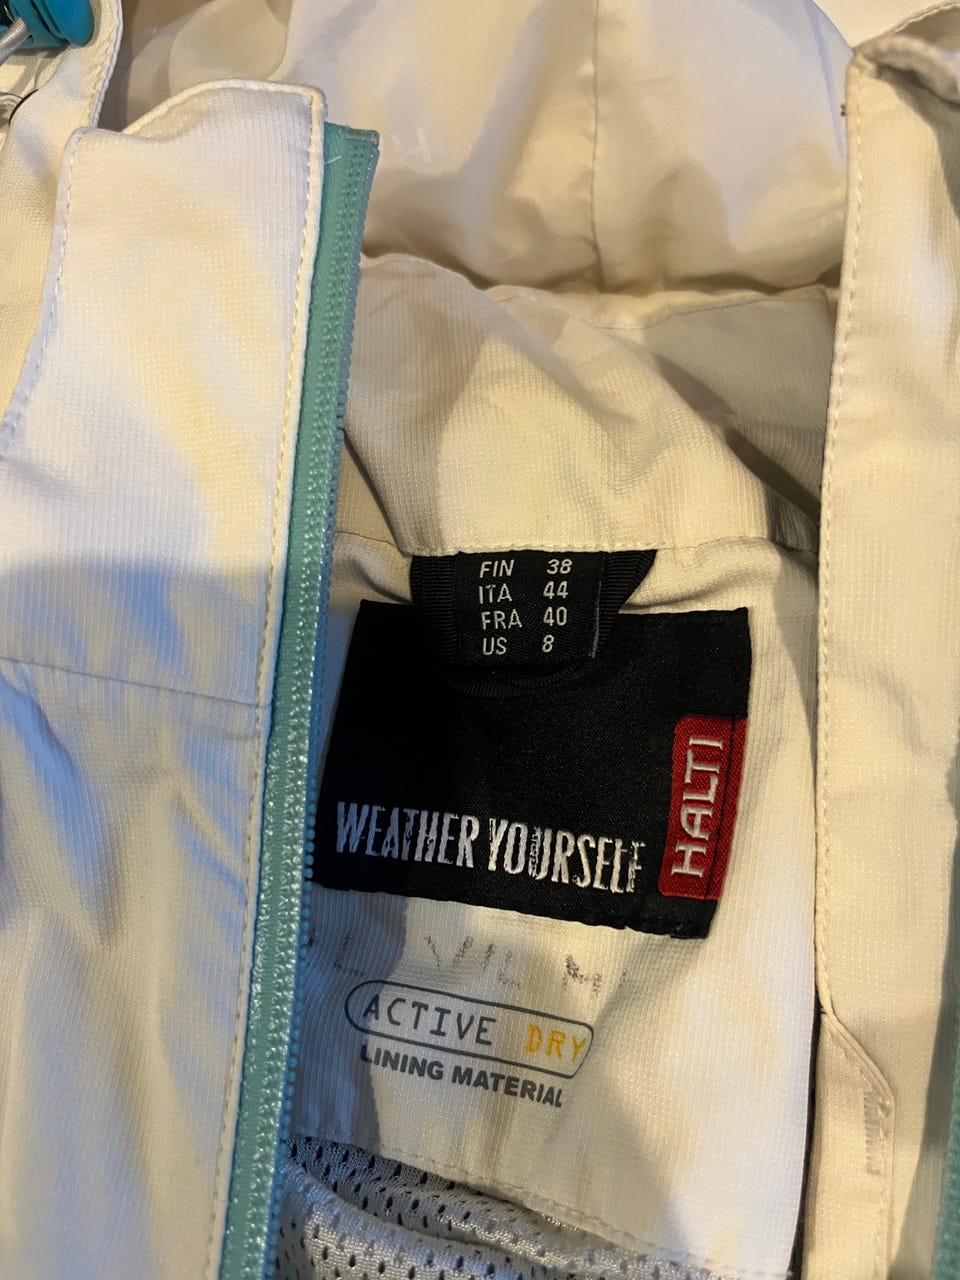 FIN 38
ITA 44
FRA 40
US 8
HALTI
WEATHER YOURSELF
ACTIVE DRY
LINING MATERIAL